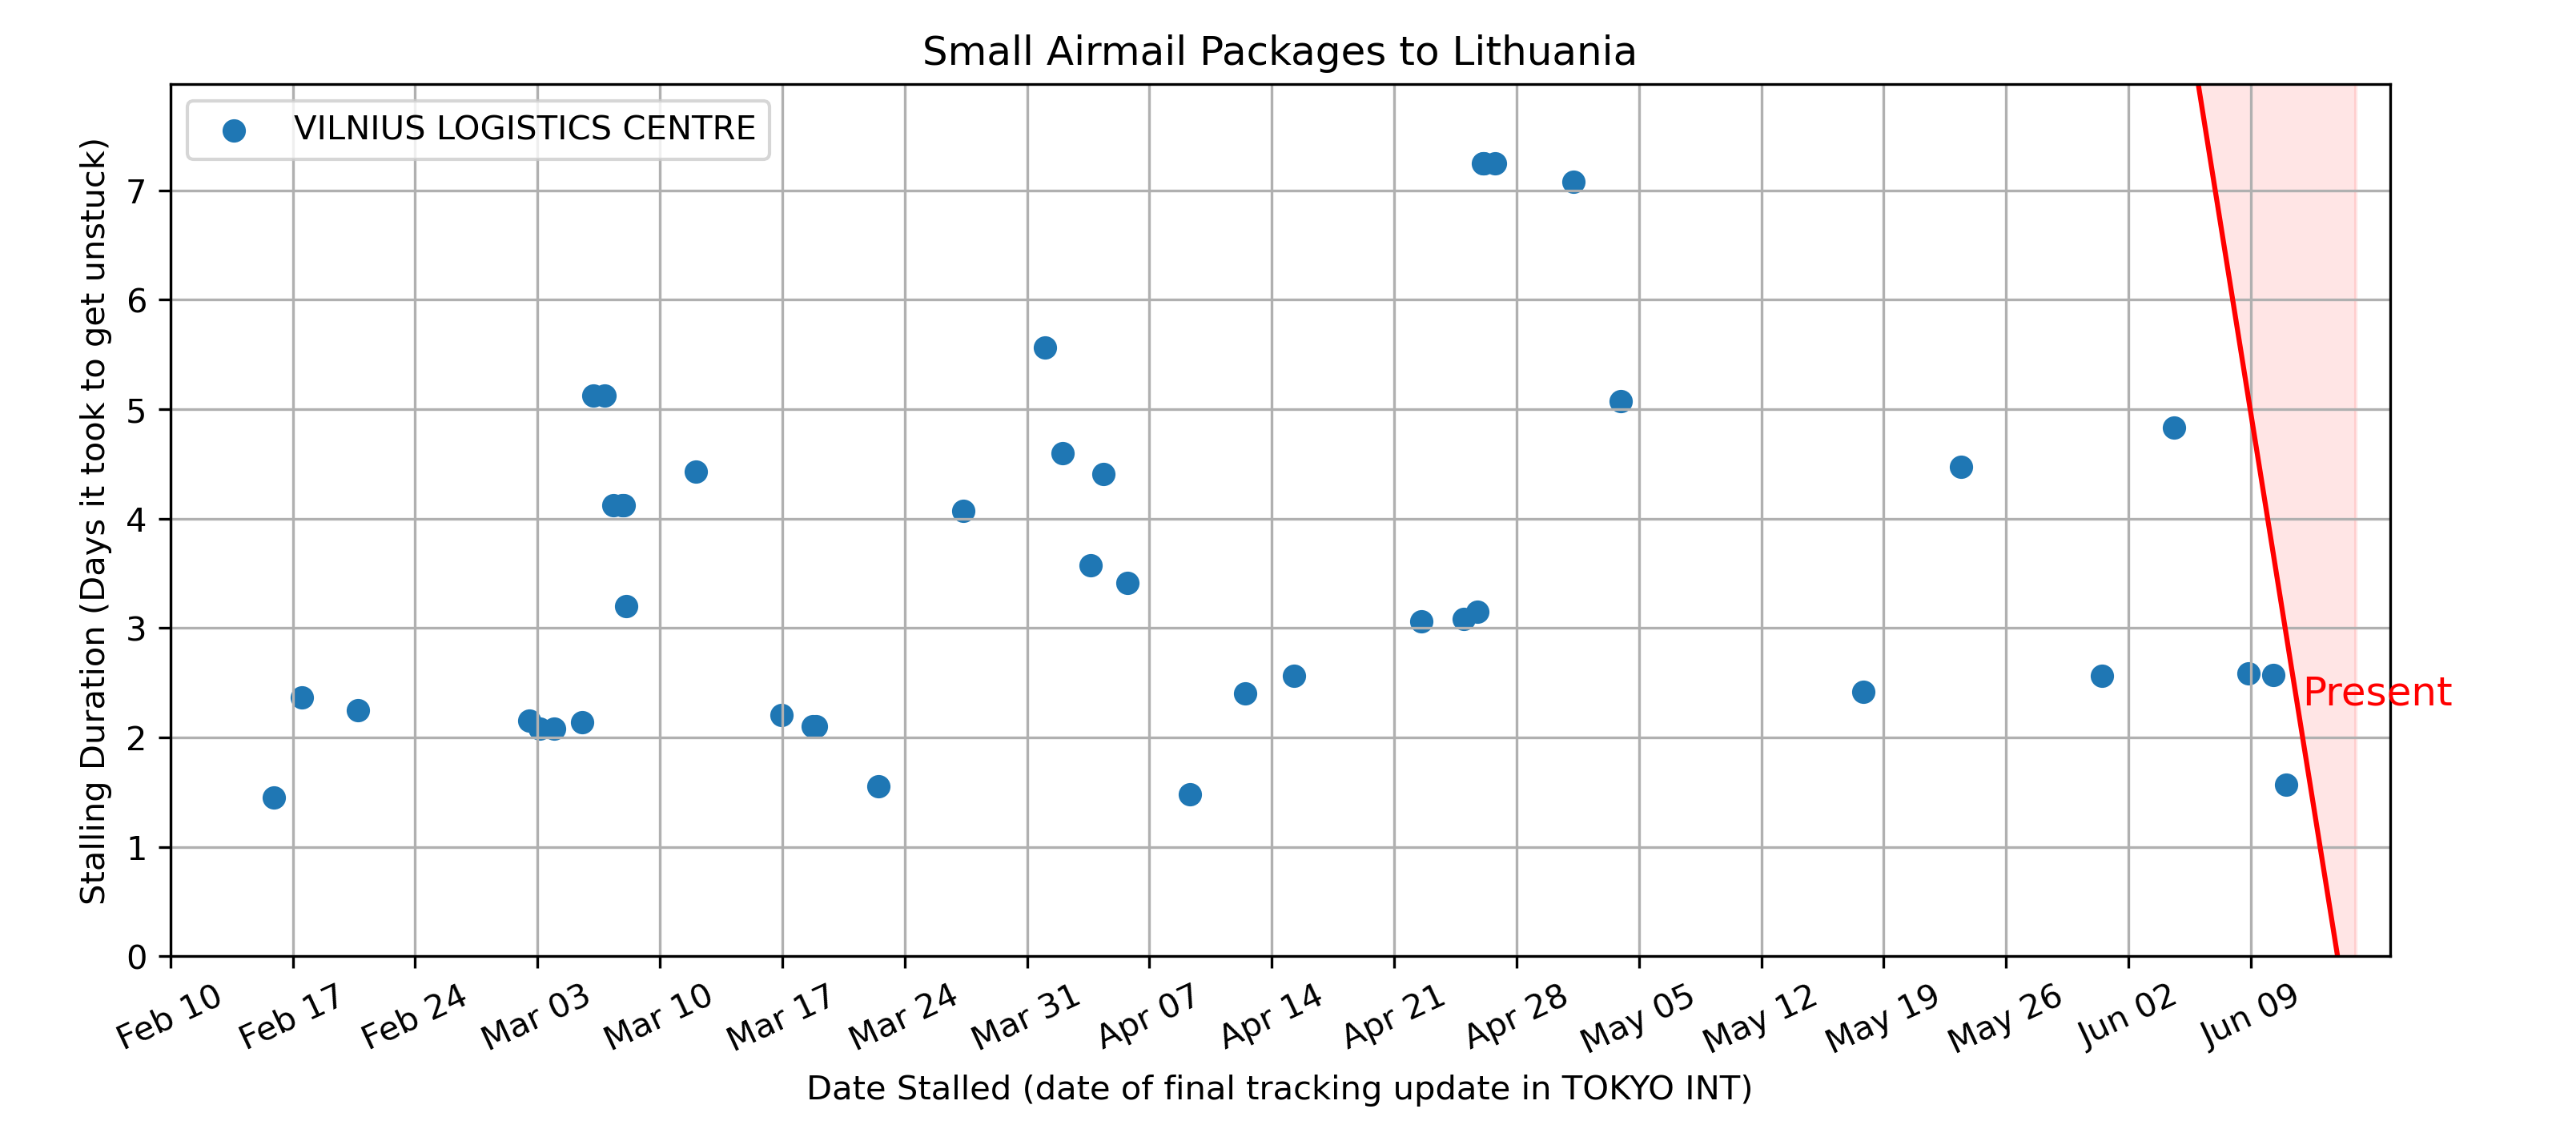 Small Airmail Packages to Lithuania
VILNIUS LOGISTICS CENTRE
Stalling Duration (Days it took to get unstuck)
7
6
5
4
3
2
1
0
Present
Feb 10
Feb 17
Feb 24
Mar 03
Mar 10
Mar 17
Mar 24
Mar 31
Apr 07
Apr 14
Apr 21
Apr 28
May 05
May 12
May 19
May 26
Jun 02
Jun 09
Date Stalled (date of final tracking update in TOKYO INT)